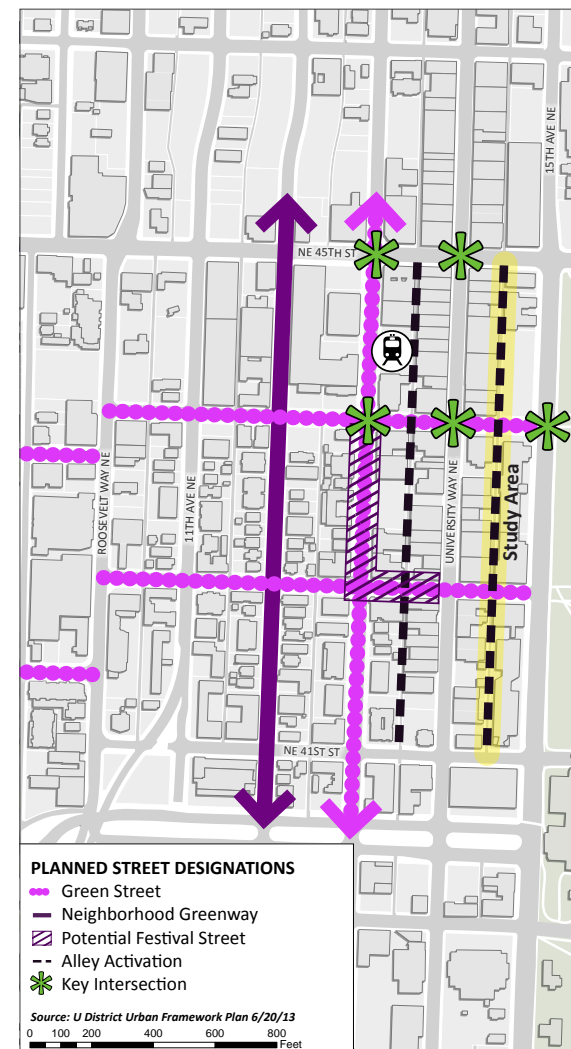 15TH AVE NE
NE 45TH ST
ROOSEVELT WAY NE
11TH AVE NE
UNIVERSITY WAY NE
Study Area
NE 41ST ST
PLANNED STREET DESIGNATIONS
Green Street
Neighborhood Greenway
Potential Festival Street
Alley Activation
Key Intersection
Source: U District Urban Framework Plan 6/20/13
0 100 200 400 600 800
Feet